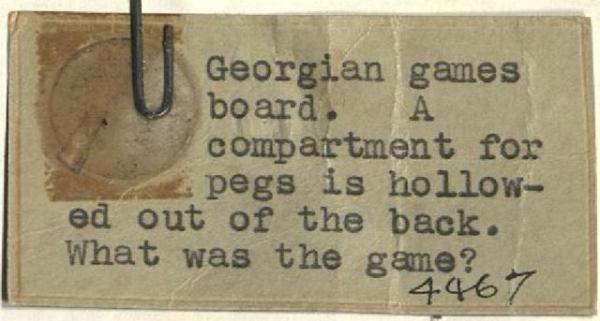 Georgian games
board. A
compartment for
pegs is hollow-
ed out of the back.
What was the game?
4467